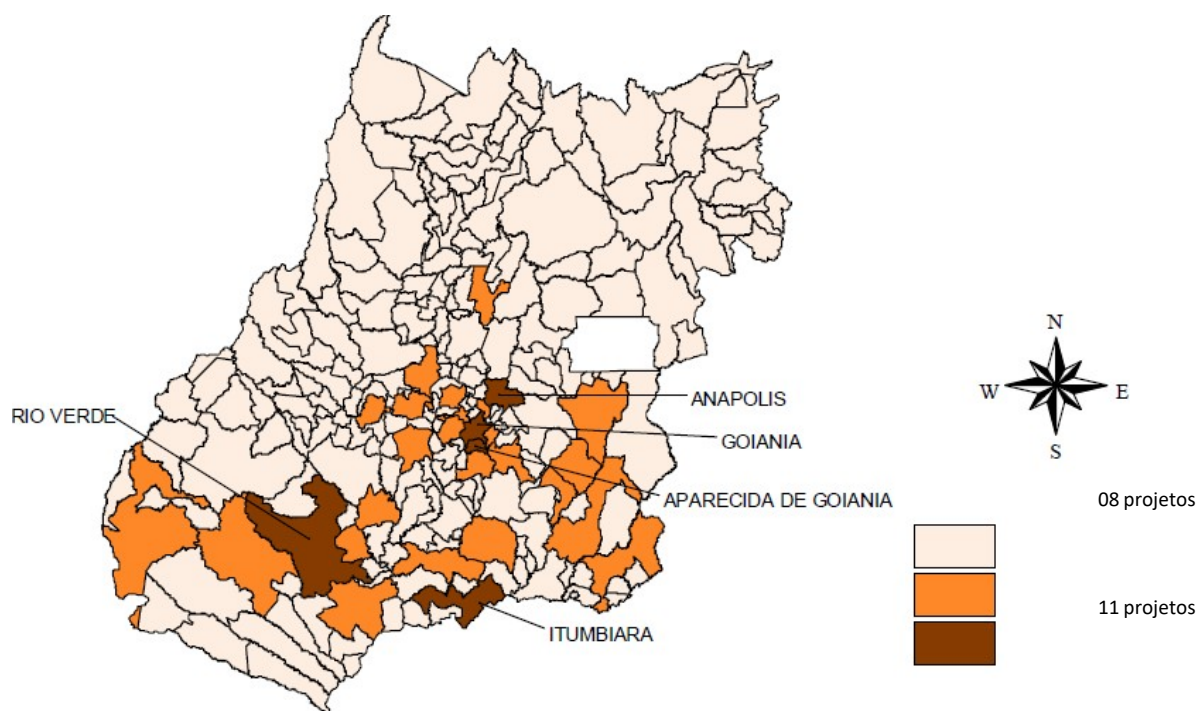 N
W E
S
RIO VERDE
ANAPOLIS
GOIANIA
APARECIDA DE GOIANIA
08 projetos
11 projetos
ITUMBIARA